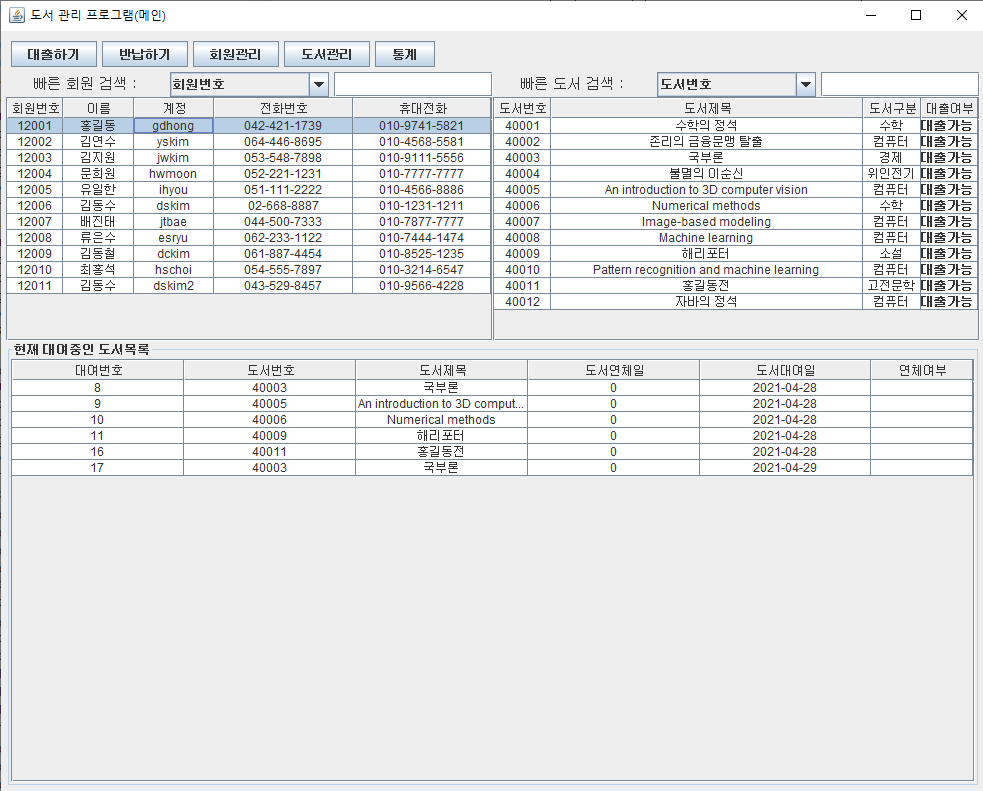 도서 관리 프로그램(메인)
대출하기 반납하기 회원관리 도서관리 통계
빠른 회원 검색 : 회원번호 빠른 도서 검색 : 도서번호
회원번호 이름 계정 전화번호 휴대전화 도서번호 도서제목 도서구분 대출여부
12001 홍길동 gdhong 042-421-1739 010-9741-5821 40001 수학의 정석 수학 대출가능
12002 김연수 yskim 064-446-8695 010-4568-5581 40002 존리의 금융문맹 탈출 컴퓨터 대출가능
12003 김지원 jwkim 053-548-7898 010-9111-5556 40003 국부론 경제 대출가능
12004 문희원 hwmoon 052-221-1231 010-7777-7777 40004 불멸의 이순신 위인전기 대출가능
12005 유일한 ihyou 051-111-2222 010-4566-8886 40005 An introduction to 3D computer vision 컴퓨터 대출가능
12006 김동수 dskim 02-668-8887 010-1231-1211 40006 Numerical methods 수학 대출가능
12007 배진태 jtbae 044-500-7333 010-7877-7777 40007 Image-based modeling 컴퓨터 대출가능
12008 류은수 esryu 062-233-1122 010-7444-1474 40008 Machine learning 컴퓨터 대출가능
12009 김동철 dckim 061-887-4454 010-8525-1235 40009 해리포터 소설 대출가능
12010 최홍석 hschoi 054-555-7897 010-3214-6547 40010 Pattern recognition and machine learning 컴퓨터 대출가능
12011 김동수 dskim2 043-529-8457 010-9566-4228 40011 홍길동전 고전문학 대출가능
40012 자바의 정석 컴퓨터 대출가능
현재 대여중인 도서목록
대여번호 도서번호 도서제목 도서연체일 도서대여일 연체여부
8 40003 국부론 0 2021-04-28
9 40005 An introduction to 3D comput... 0 2021-04-28
10 40006 Numerical methods 0 2021-04-28
11 40009 해리포터 0 2021-04-28
16 40011 홍길동전 0 2021-04-28
17 40003 국부론 0 2021-04-29